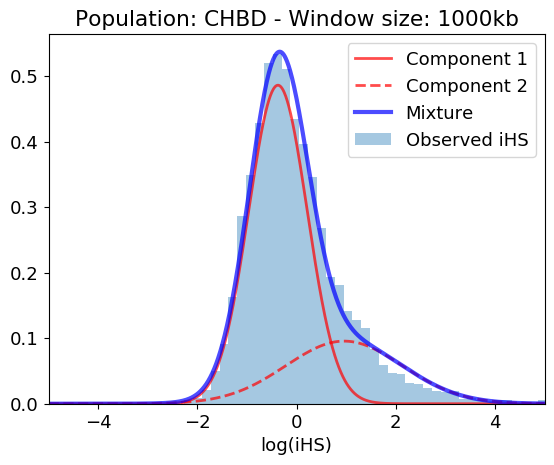 Population: CHBD - Window size: 1000kb
Component 1
Component 2
Mixture
Observed iHS
0.5
0.4
0.3
0.2
0.1
0.0
−4 −2 0 2 4
log(iHS)